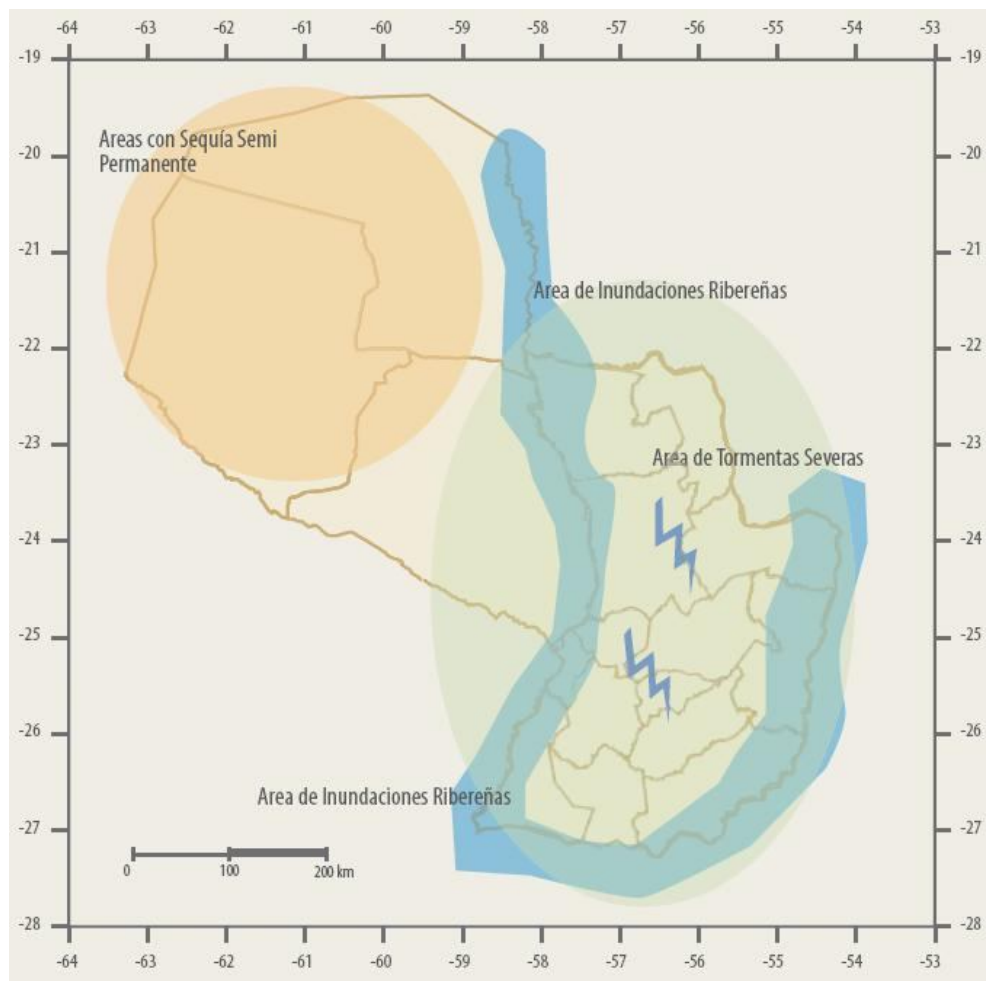 -64 -63 -62 -61 -60 -59 -58 -57 -56 -55 -54 -53
-19 -19
Areas con Sequía Semi
Permanente
-20 -20
-21 -21
Area de Inundaciones Ribereñas
-22 -22
-23 -23
Area de Tormentas Severas
-24 -24
-25 -25
-26 -26
Area de Inundaciones Ribereñas
-27 -27
0 100 200 km
-28 -28
-64 -63 -62 -61 -60 -59 -58 -57 -56 -55 -54 -53